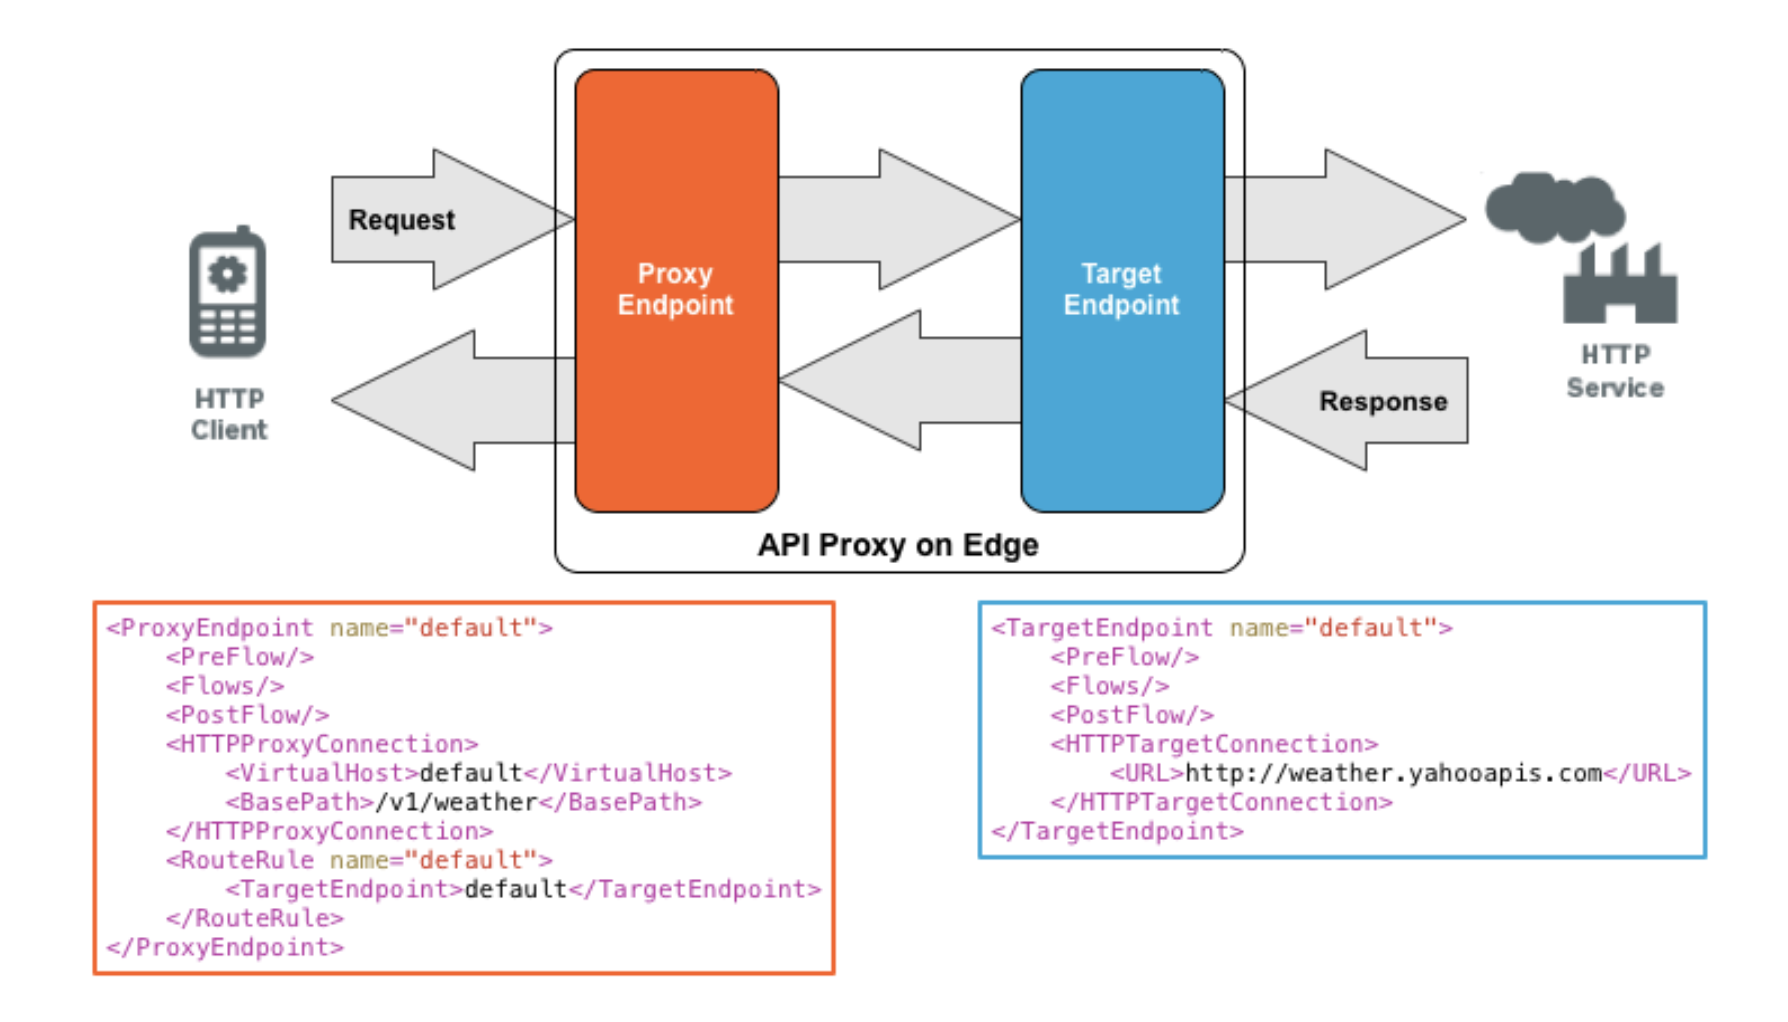 Request
Proxy
Endpoint
Target
Endpoint
HTTP
Client
HTTP
Service
Response
API Proxy on Edge
<ProxyEndpoint name="default">
    <PreFlow/>
    <Flows/>
    <PostFlow/>
    <HTTPProxyConnection>
        <VirtualHost>default</VirtualHost>
        <BasePath>/v1/weather</BasePath>
    </HTTPProxyConnection>
    <RouteRule name="default">
        <TargetEndpoint>default</TargetEndpoint>
    </RouteRule>
</ProxyEndpoint>
<TargetEndpoint name="default">
    <PreFlow/>
    <Flows/>
    <PostFlow/>
    <HTTPTargetConnection>
        <URL>http://weather.yahooapis.com</URL>
    </HTTPTargetConnection>
</TargetEndpoint>